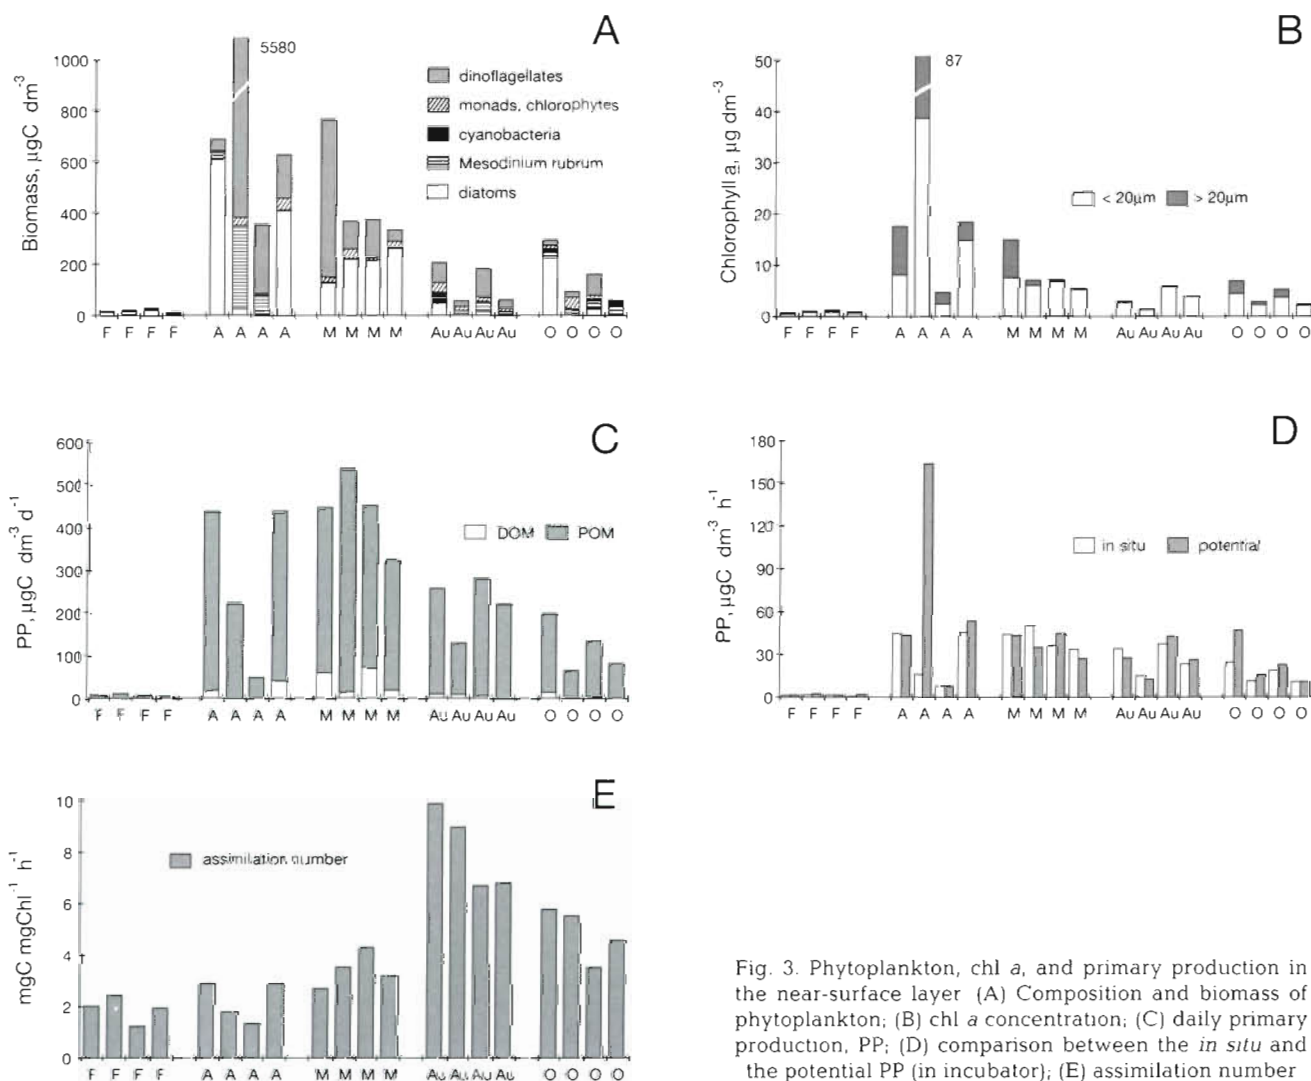 A
Biomass, µgC dm-3
1000
800
600
400
200
0
5580
dinoflagellates
monads, chlorophytes
cyanobacteria
Mesodinium rubrum
diatoms
F F F F A A A A M M M M Au Au Au Au O O O O
B
Chlorophyll a, µg dm-3
50
40
30
20
10
0
87
< 20µm > 20µm
F F F F A A A A M M M M Au Au Au Au O O O O
C
PP, µgC dm-3 d-1
600
500
400
300
200
100
0
DOM POM
F F F F A A A A M M M M Au Au Au Au O O O O
D
PP, µgC dm-3 h-1
180
150
120
90
60
30
0
in situ potential
F F F F A A A A M M M M Au Au Au Au O O O O
E
mgC mgChl-1 h-1
10
8
6
4
2
0
assimilation number
F F F F A A A A M M M M Au Au Au Au O O O O
Fig. 3. Phytoplankton, chl a, and primary production in
the near-surface layer (A) Composition and biomass of
phytoplankton; (B) chl a concentration; (C) daily primary
production, PP; (D) comparison between the in situ and
the potential PP (in incubator); (E) assimilation number